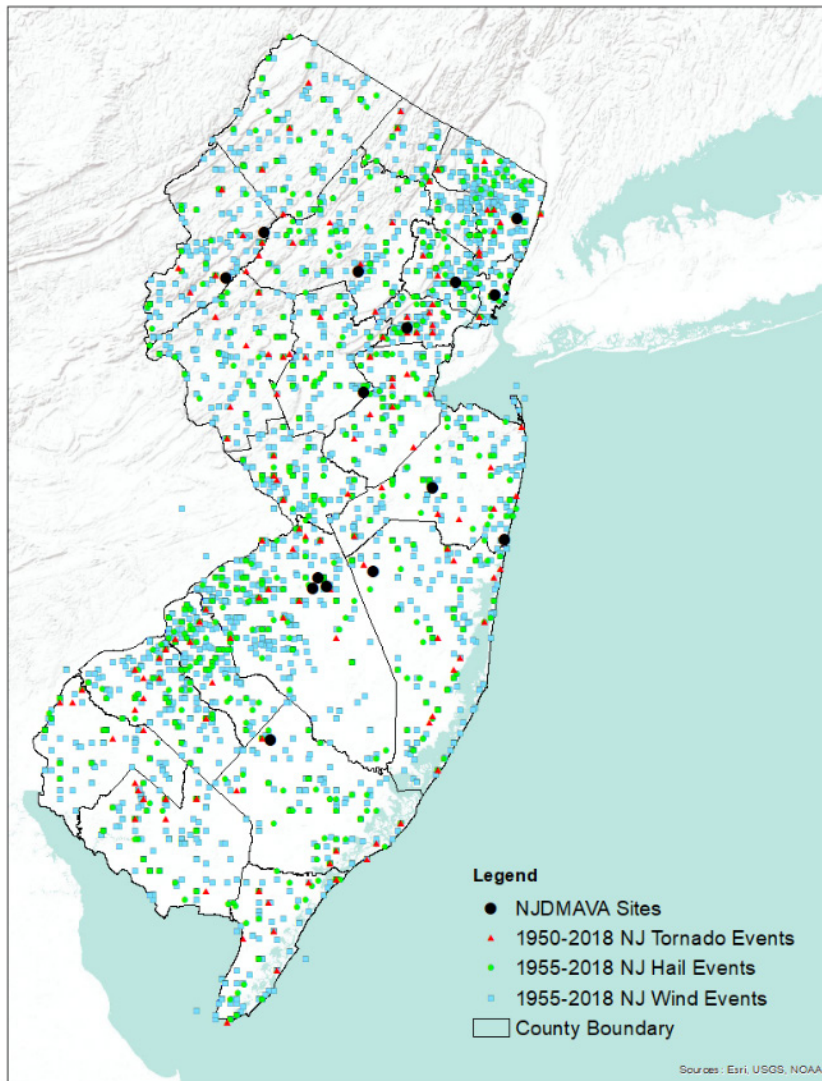 Legend
NJDMAVA Sites
1950-2018 NJ Tornado Events
1955-2018 NJ Hail Events
1955-2018 NJ Wind Events
County Boundary
Sources: Esri, USGS, NOAA